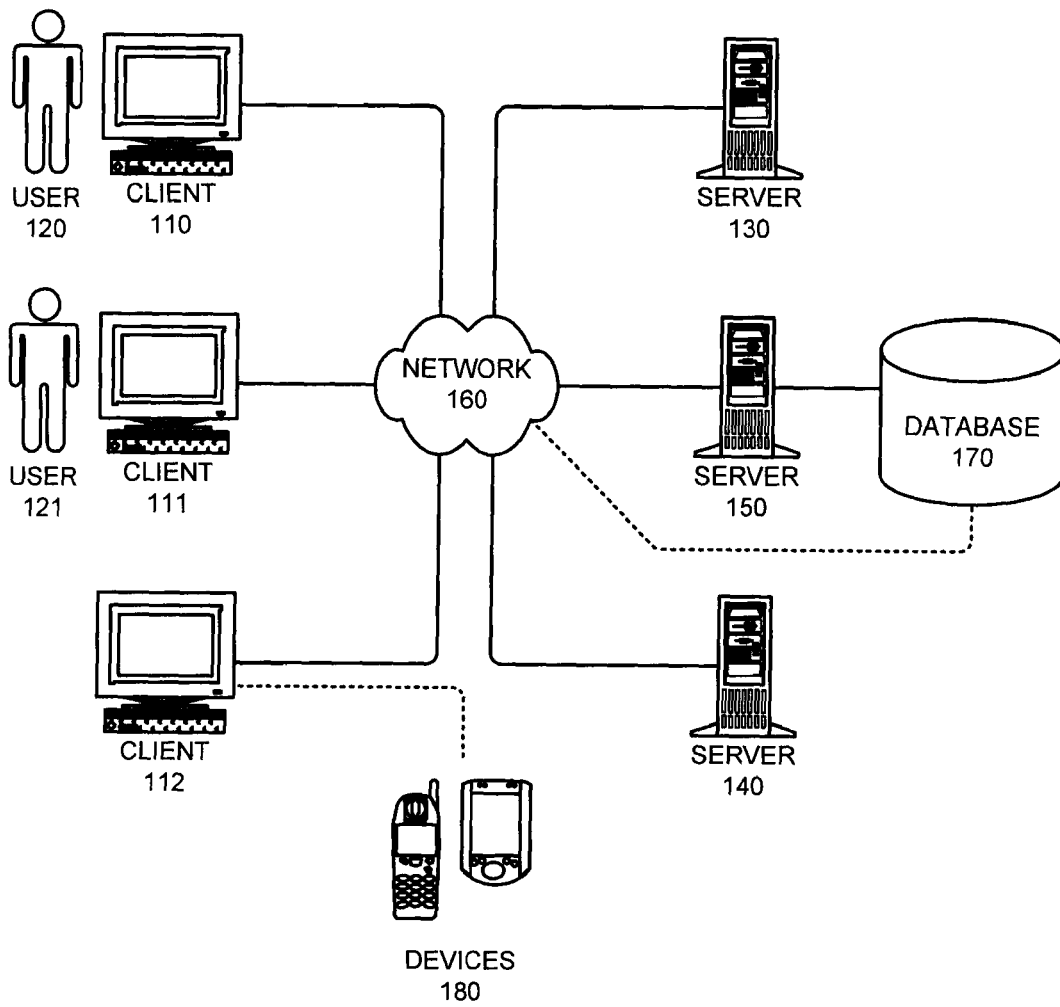 USER
120
CLIENT
110
SERVER
130
NETWORK
160
USER
121
CLIENT
111
SERVER
150
DATABASE
170
CLIENT
112
SERVER
140
DEVICES
180